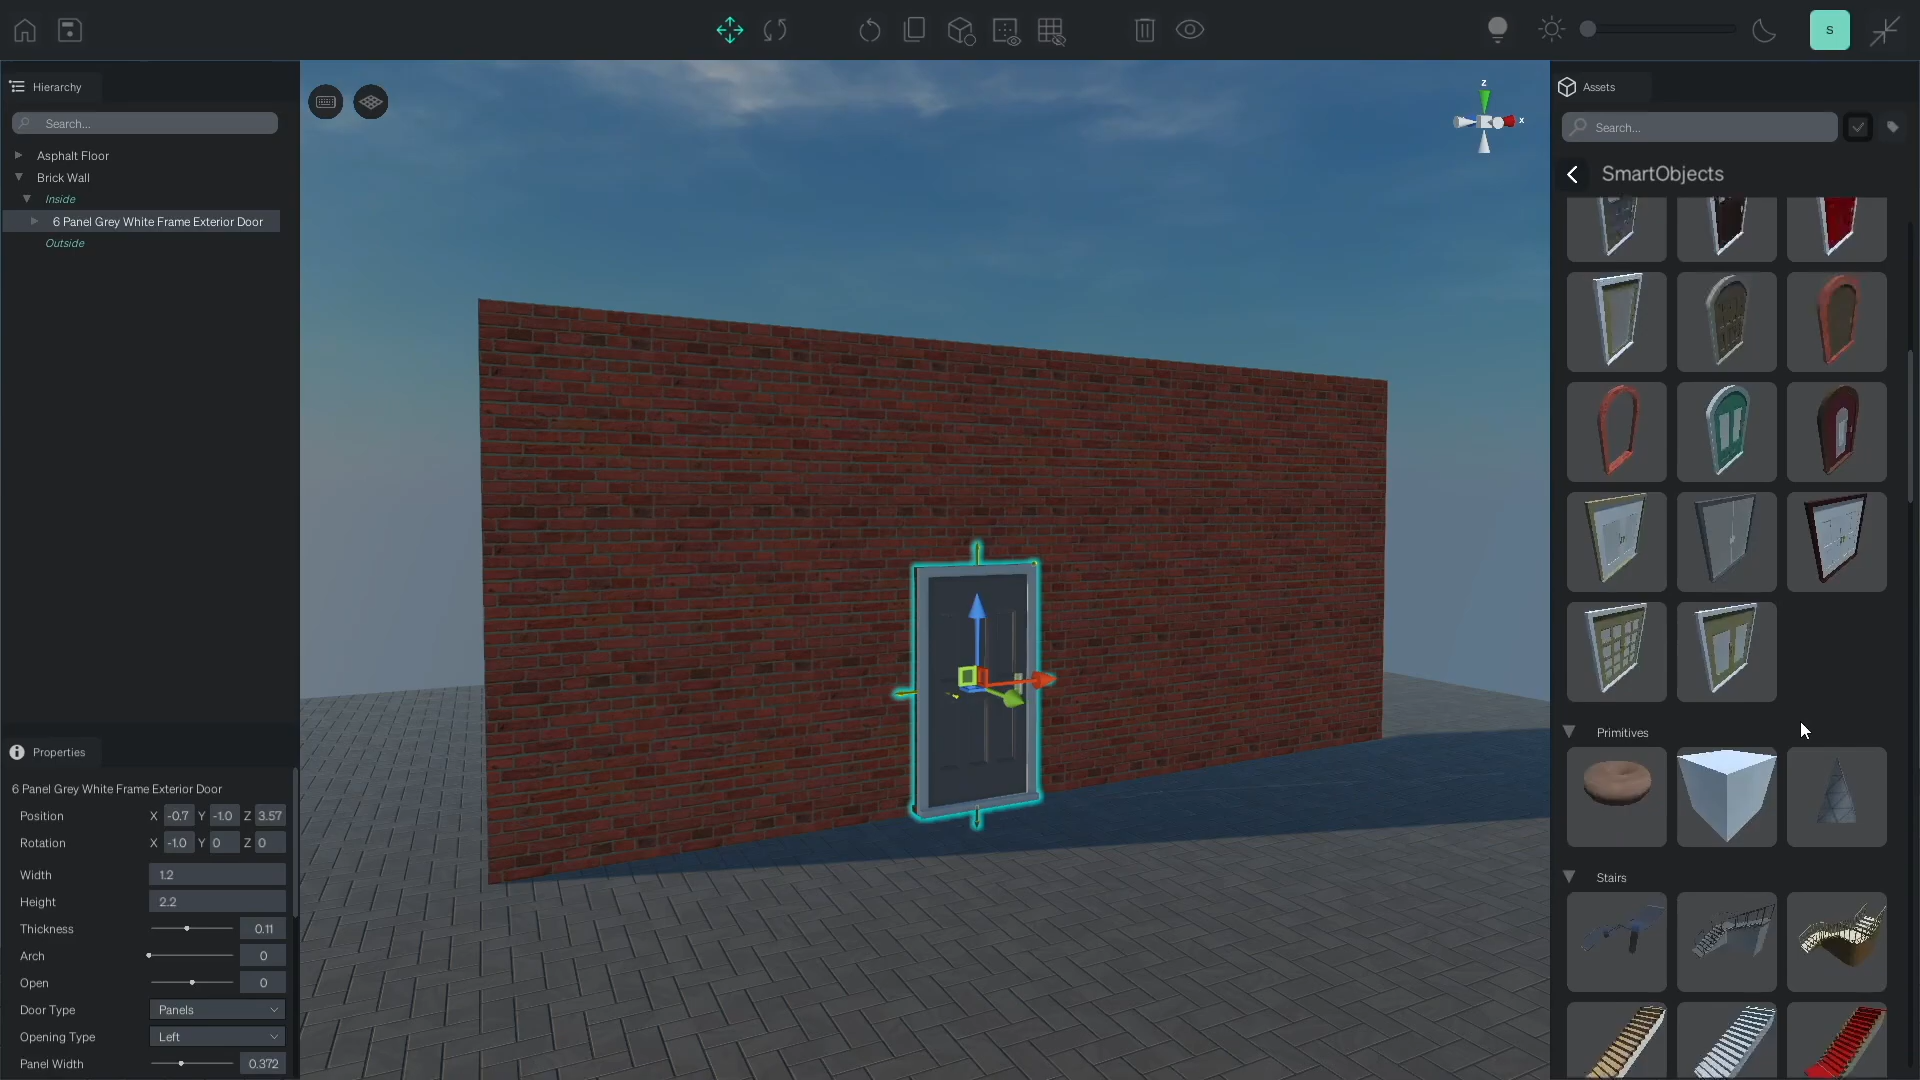 S
Hierarchy
Search...
Asphalt Floor
Brick Wall
Inside
6 Panel Grey White Frame Exterior Door
Outside
Properties
6 Panel Grey White Frame Exterior Door
Position X -0.7 Y -1.0 Z 3.57
Rotation X -1.0 Y 0 Z 0
Width 1.2
Height 2.2
Thickness 0.11
Arch 0
Open 0
Door Type Panels
Opening Type Left
Panel Width 0.372
z
x
Assets
Search...
SmartObjects
Primitives
Stairs